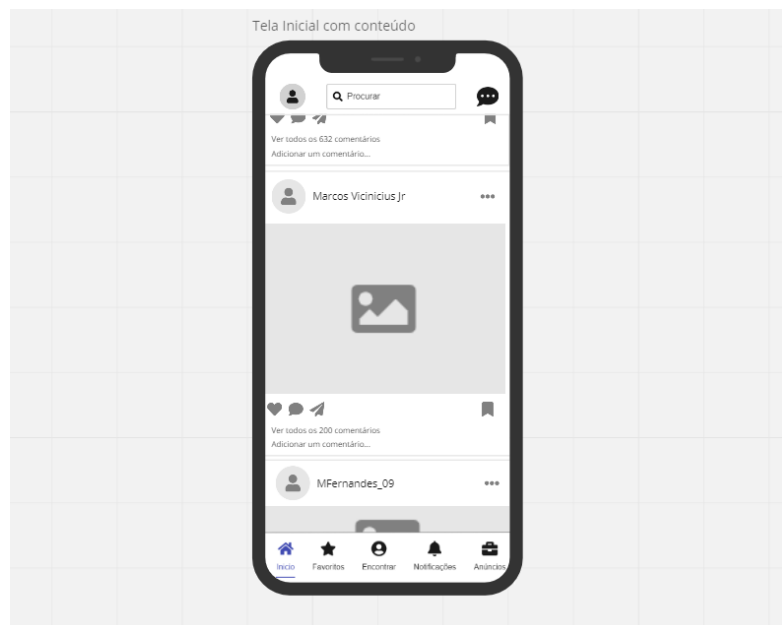 Tela Inicial com conteúdo
Procurar
Ver todos os 632 comentários
Adicionar um comentário...
Marcos Vicinicius Jr
Ver todos os 200 comentários
Adicionar um comentário...
MFernandes_09
Inicio Favoritos Encontrar Notificações Anúncios